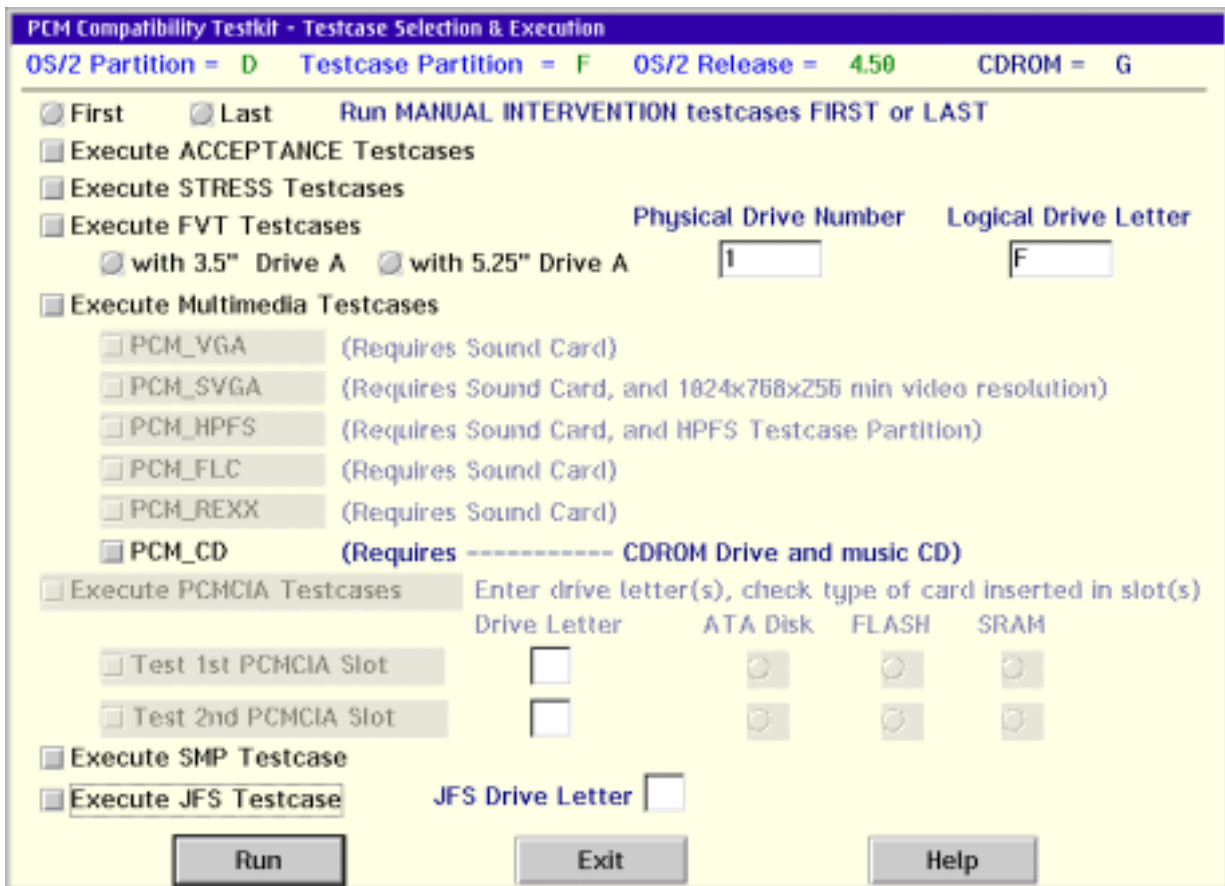 PCM Compatibility Testkit - Testcase Selection & Execution
OS/2 Partition = D Testcase Partition = F OS/2 Release = 4.50 CDROM = G
First Last Run MANUAL INTERVENTION testcases FIRST or LAST
Execute ACCEPTANCE Testcases
Execute STRESS Testcases
Execute FVT Testcases Physical Drive Number Logical Drive Letter
with 3.5" Drive A with 5.25" Drive A 1 F
Execute Multimedia Testcases
PCM_VGA (Requires Sound Card)
PCM_SVGA (Requires Sound Card, and 1024x768x256 min video resolution)
PCM_HPFS (Requires Sound Card, and HPFS Testcase Partition)
PCM_FLC (Requires Sound Card)
PCM_REXX (Requires Sound Card)
PCM_CD (Requires ----------- CDROM Drive and music CD)
Execute PCMCIA Testcases Enter drive letter(s), check type of card inserted in slot(s)
Drive Letter ATA Disk FLASH SRAM
Test 1st PCMCIA Slot
Test 2nd PCMCIA Slot
Execute SMP Testcase
Execute JFS Testcase JFS Drive Letter
Run Exit Help